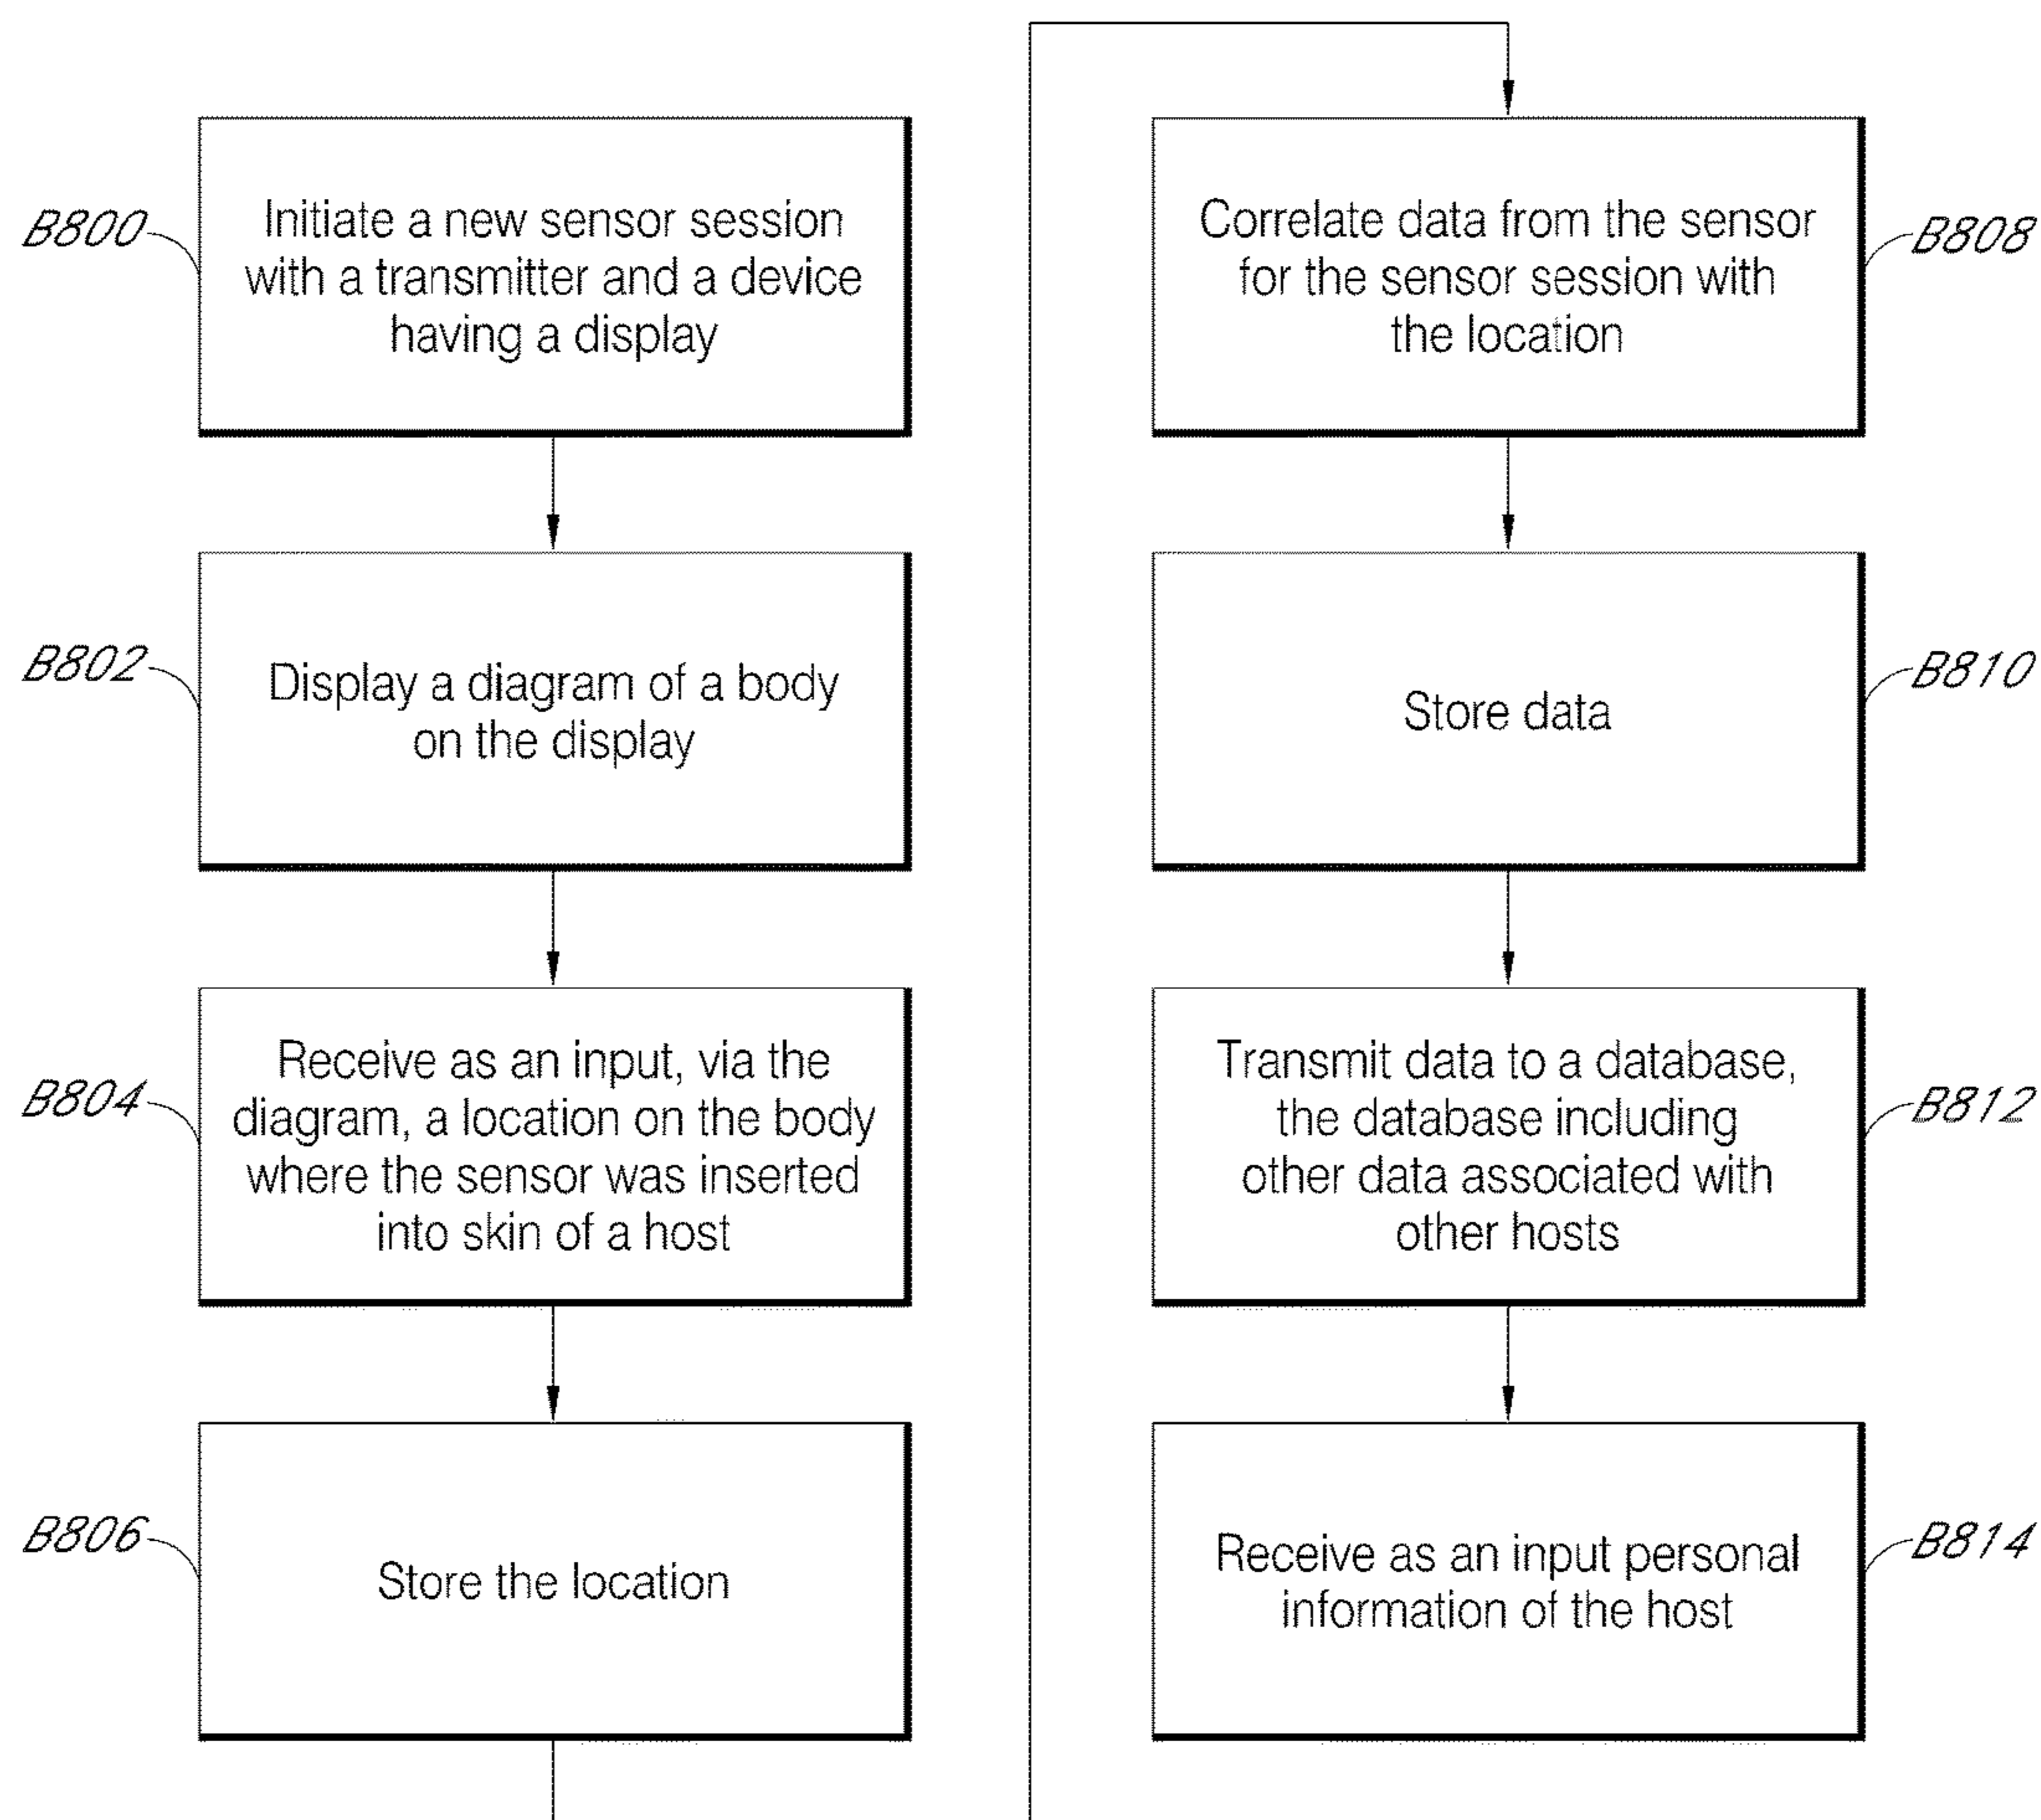 B800
Initiate a new sensor session
with a transmitter and a device
having a display
B802
Display a diagram of a body
on the display
B804
Receive as an input, via the
diagram, a location on the body
where the sensor was inserted
into skin of a host
B806
Store the location
Correlate data from the sensor
for the sensor session with
the location
B808
Store data
B810
Transmit data to a database,
the database including
other data associated with
other hosts
B812
Receive as an input personal
information of the host
B814